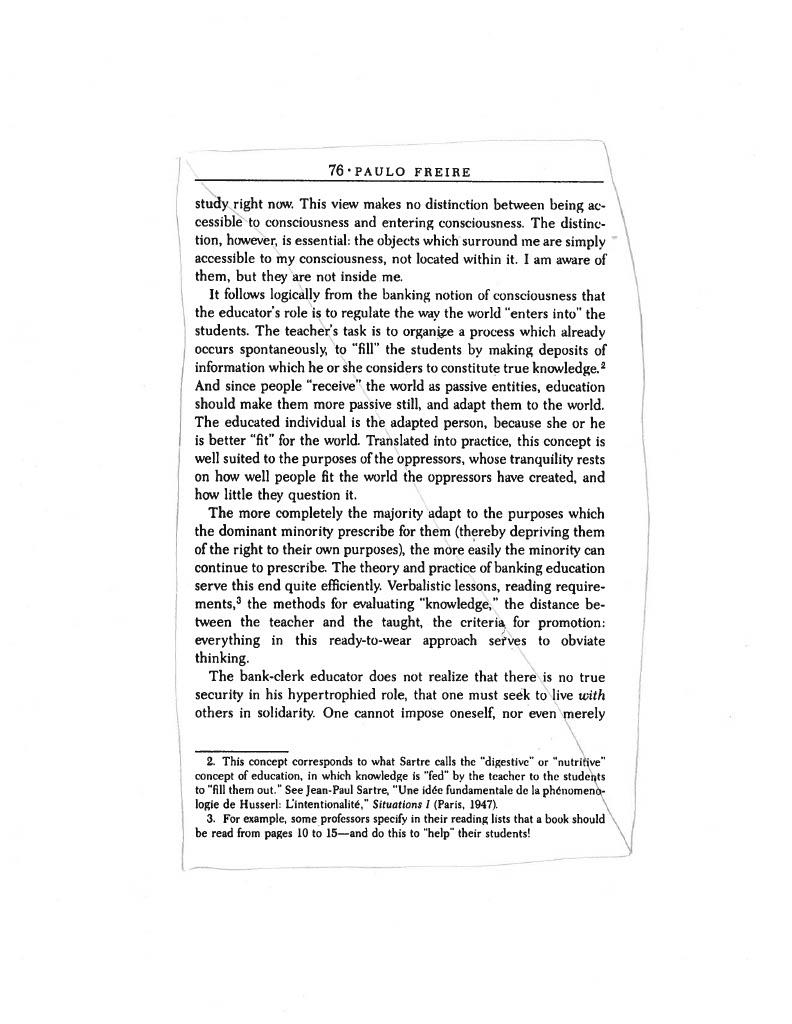 76 • PAULO FREIRE
study right now. This view makes no distinction between being ac-
cessible to consciousness and entering consciousness. The distinc-
tion, however, is essential: the objects which surround me are simply
accessible to my consciousness, not located within it. I am aware of
them, but they are not inside me.
It follows logically from the banking notion of consciousness that
the educator's role is to regulate the way the world "enters into" the
students. The teacher's task is to organize a process which already
occurs spontaneously, to "fill" the students by making deposits of
information which he or she considers to constitute true knowledge.²
And since people "receive" the world as passive entities, education
should make them more passive still, and adapt them to the world.
The educated individual is the adapted person, because she or he
is better "fit" for the world. Translated into practice, this concept is
well suited to the purposes of the oppressors, whose tranquility rests
on how well people fit the world the oppressors have created, and
how little they question it.
The more completely the majority adapt to the purposes which
the dominant minority prescribe for them (thereby depriving them
of the right to their own purposes), the more easily the minority can
continue to prescribe. The theory and practice of banking education
serve this end quite efficiently. Verbalistic lessons, reading require-
ments,³ the methods for evaluating "knowledge," the distance be-
tween the teacher and the taught, the criteria for promotion:
everything in this ready-to-wear approach serves to obviate
thinking.
The bank-clerk educator does not realize that there is no true
security in his hypertrophied role, that one must seek to live with
others in solidarity. One cannot impose oneself, nor even merely
2. This concept corresponds to what Sartre calls the "digestive" or "nutritive"
concept of education, in which knowledge is "fed" by the teacher to the students
to "fill them out." See Jean-Paul Sartre, "Une idée fundamentale de la phénomeno-
logie de Husserl: L'intentionalité," Situations I (Paris, 1947).
3. For example, some professors specify in their reading lists that a book should
be read from pages 10 to 15—and do this to "help" their students!